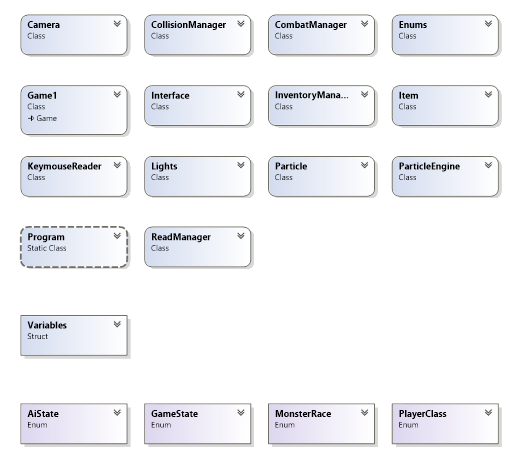 Camera
Class
CollisionManager
Class
CombatManager
Class
Enums
Class
Game1
Class
Game
Interface
Class
InventoryMana...
Class
Item
Class
KeymouseReader
Class
Lights
Class
Particle
Class
ParticleEngine
Class
Program
Static Class
ReadManager
Class
Variables
Struct
AiState
Enum
GameState
Enum
MonsterRace
Enum
PlayerClass
Enum